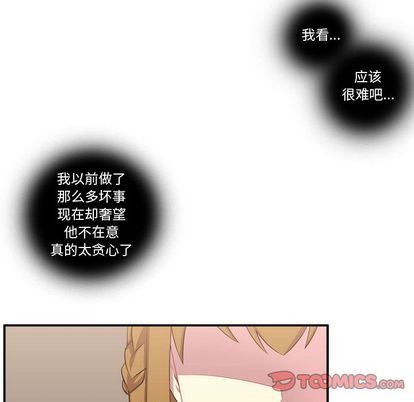 我看...
应该
很难吧...
我以前做了
那么多坏事
现在却奢望
他不在意
真的太贪心了
TOOMICS.COM